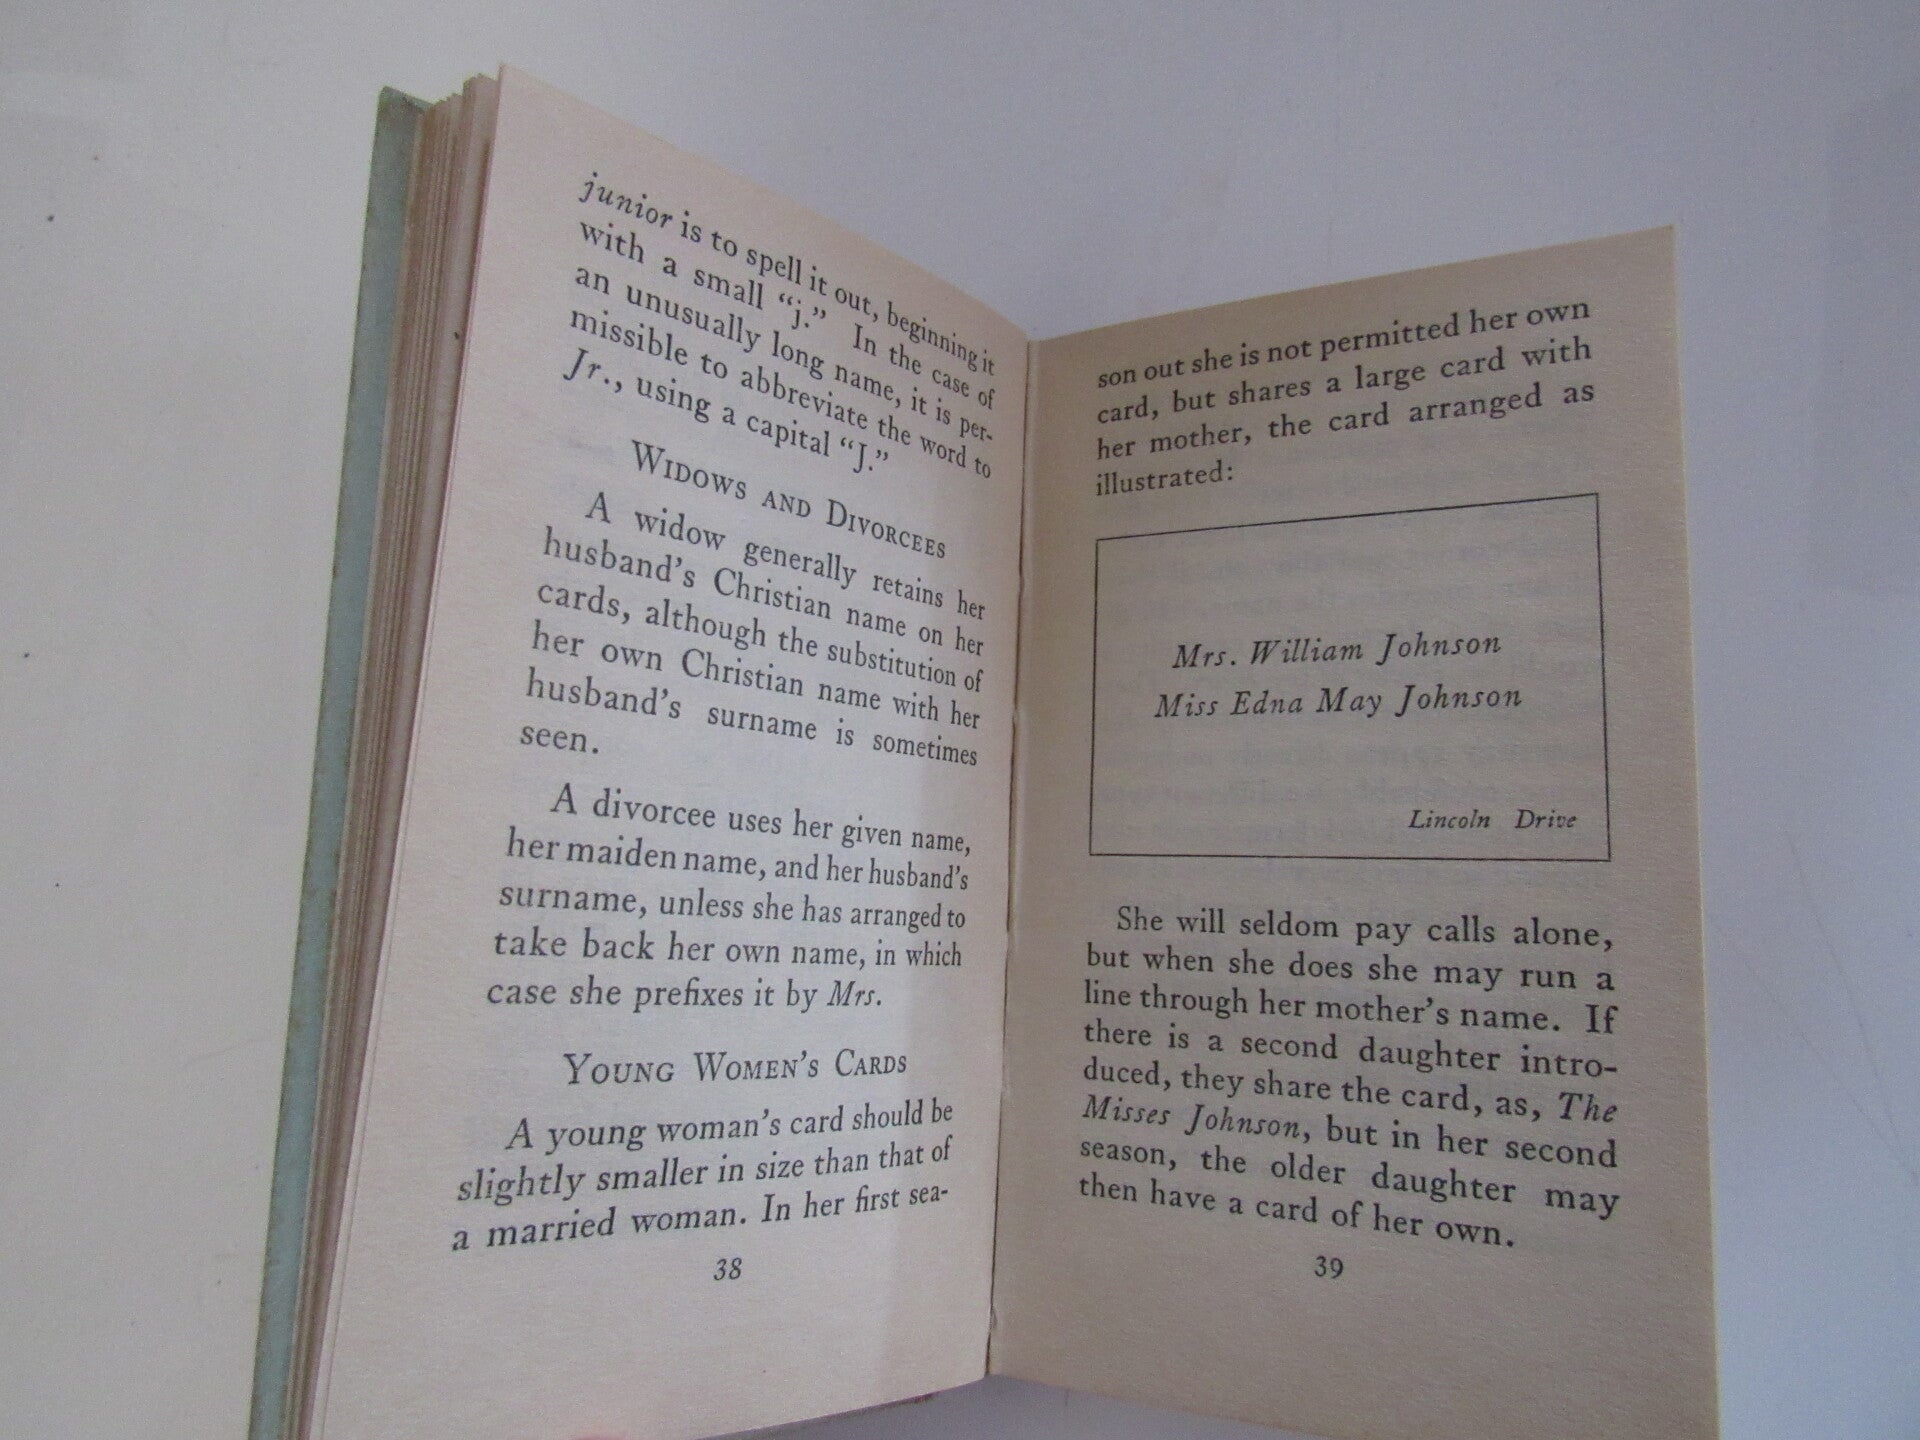 junior is to spell it out, beginning it
with a small “j.” In the case of
an unusually long name, it is per-
missible to abbreviate the word to
Jr., using a capital “J.”
Widows and Divorcees
A widow generally retains her
husband’s Christian name on her
cards, although the substitution of
her own Christian name with her
husband’s surname is sometimes
seen.
A divorcee uses her given name,
her maiden name, and her husband’s
surname, unless she has arranged to
take back her own name, in which
case she prefixes it by Mrs.
Young Women’s Cards
A young woman’s card should be
slightly smaller in size than that of
a married woman. In her first sea-
38
son out she is not permitted her own
card, but shares a large card with
her mother, the card arranged as
illustrated:
Mrs. William Johnson
Miss Edna May Johnson
Lincoln Drive
She will seldom pay calls alone,
but when she does she may run a
line through her mother’s name. If
there is a second daughter intro-
duced, they share the card, as, The
Misses Johnson, but in her second
season, the older daughter may
then have a card of her own.
39